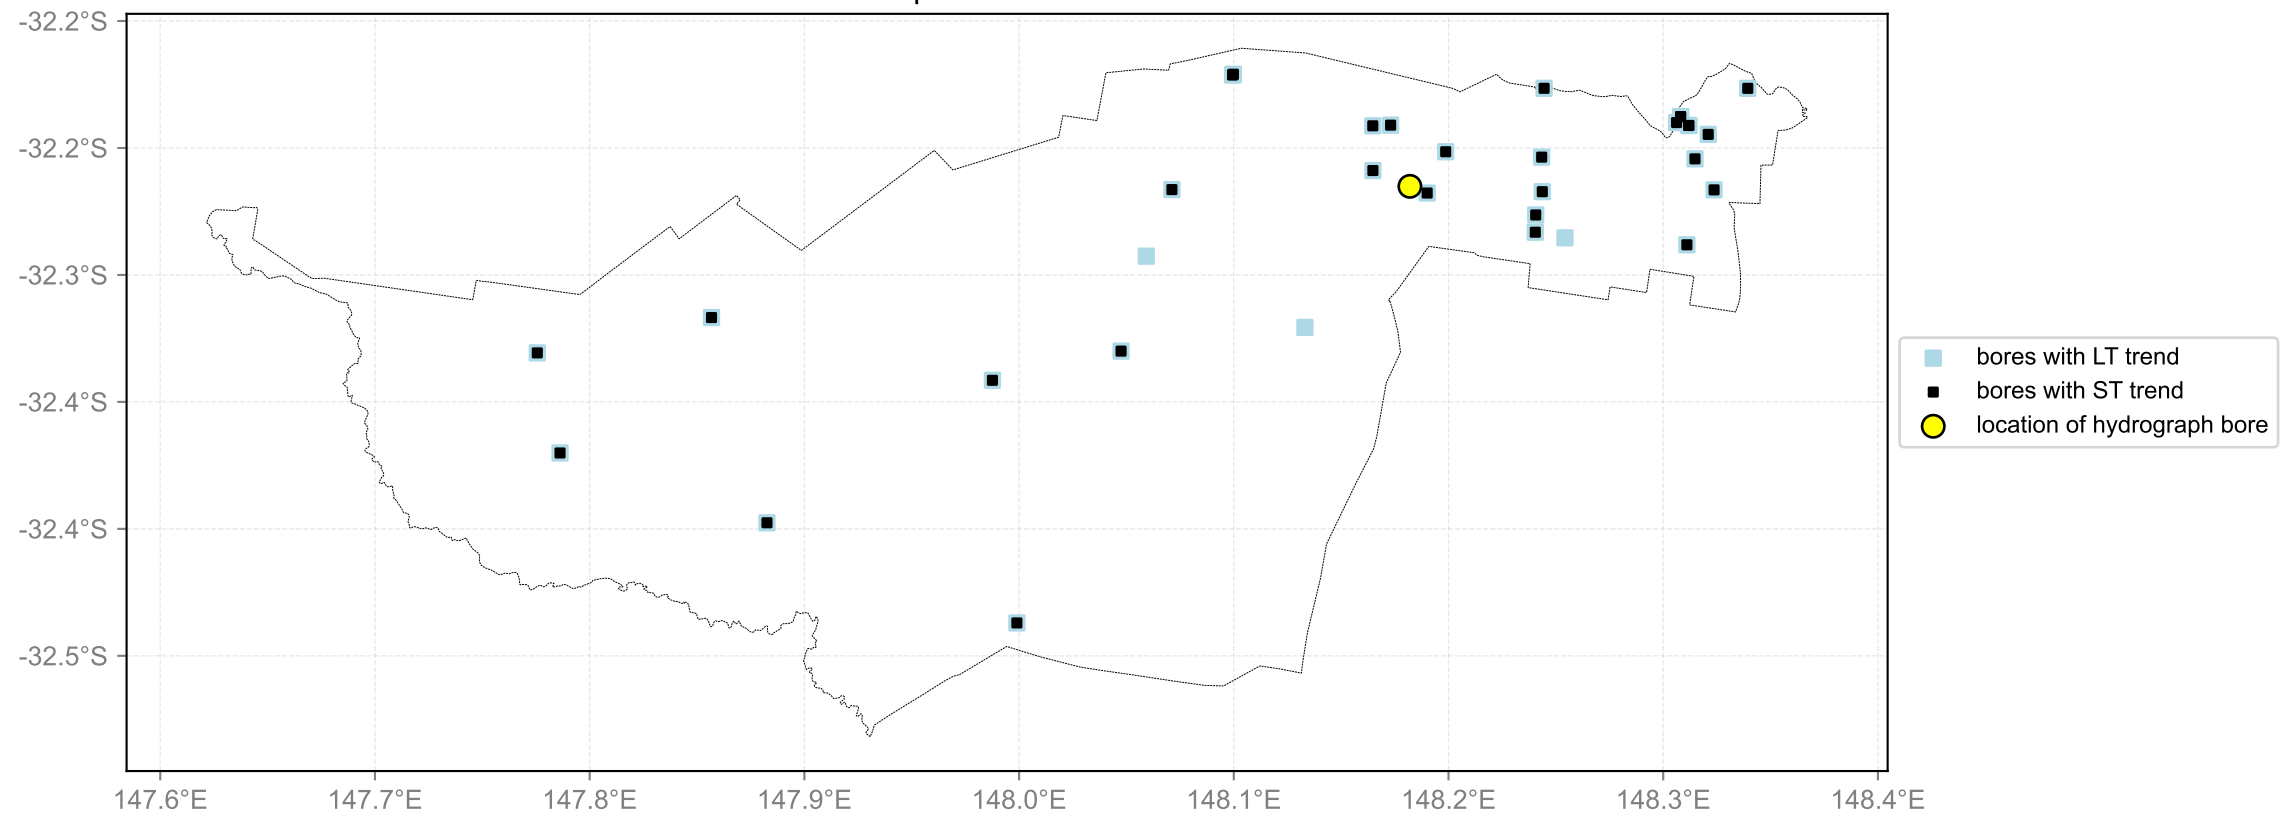 -32.2°S
-32.2°S
-32.3°S
-32.4°S
-32.4°S
-32.5°S
147.6°E
147.7°E
147.8°E
147.9°E
148.0°E
148.1°E
148.2°E
148.3°E
148.4°E
bores with LT trend
bores with ST trend
location of hydrograph bore